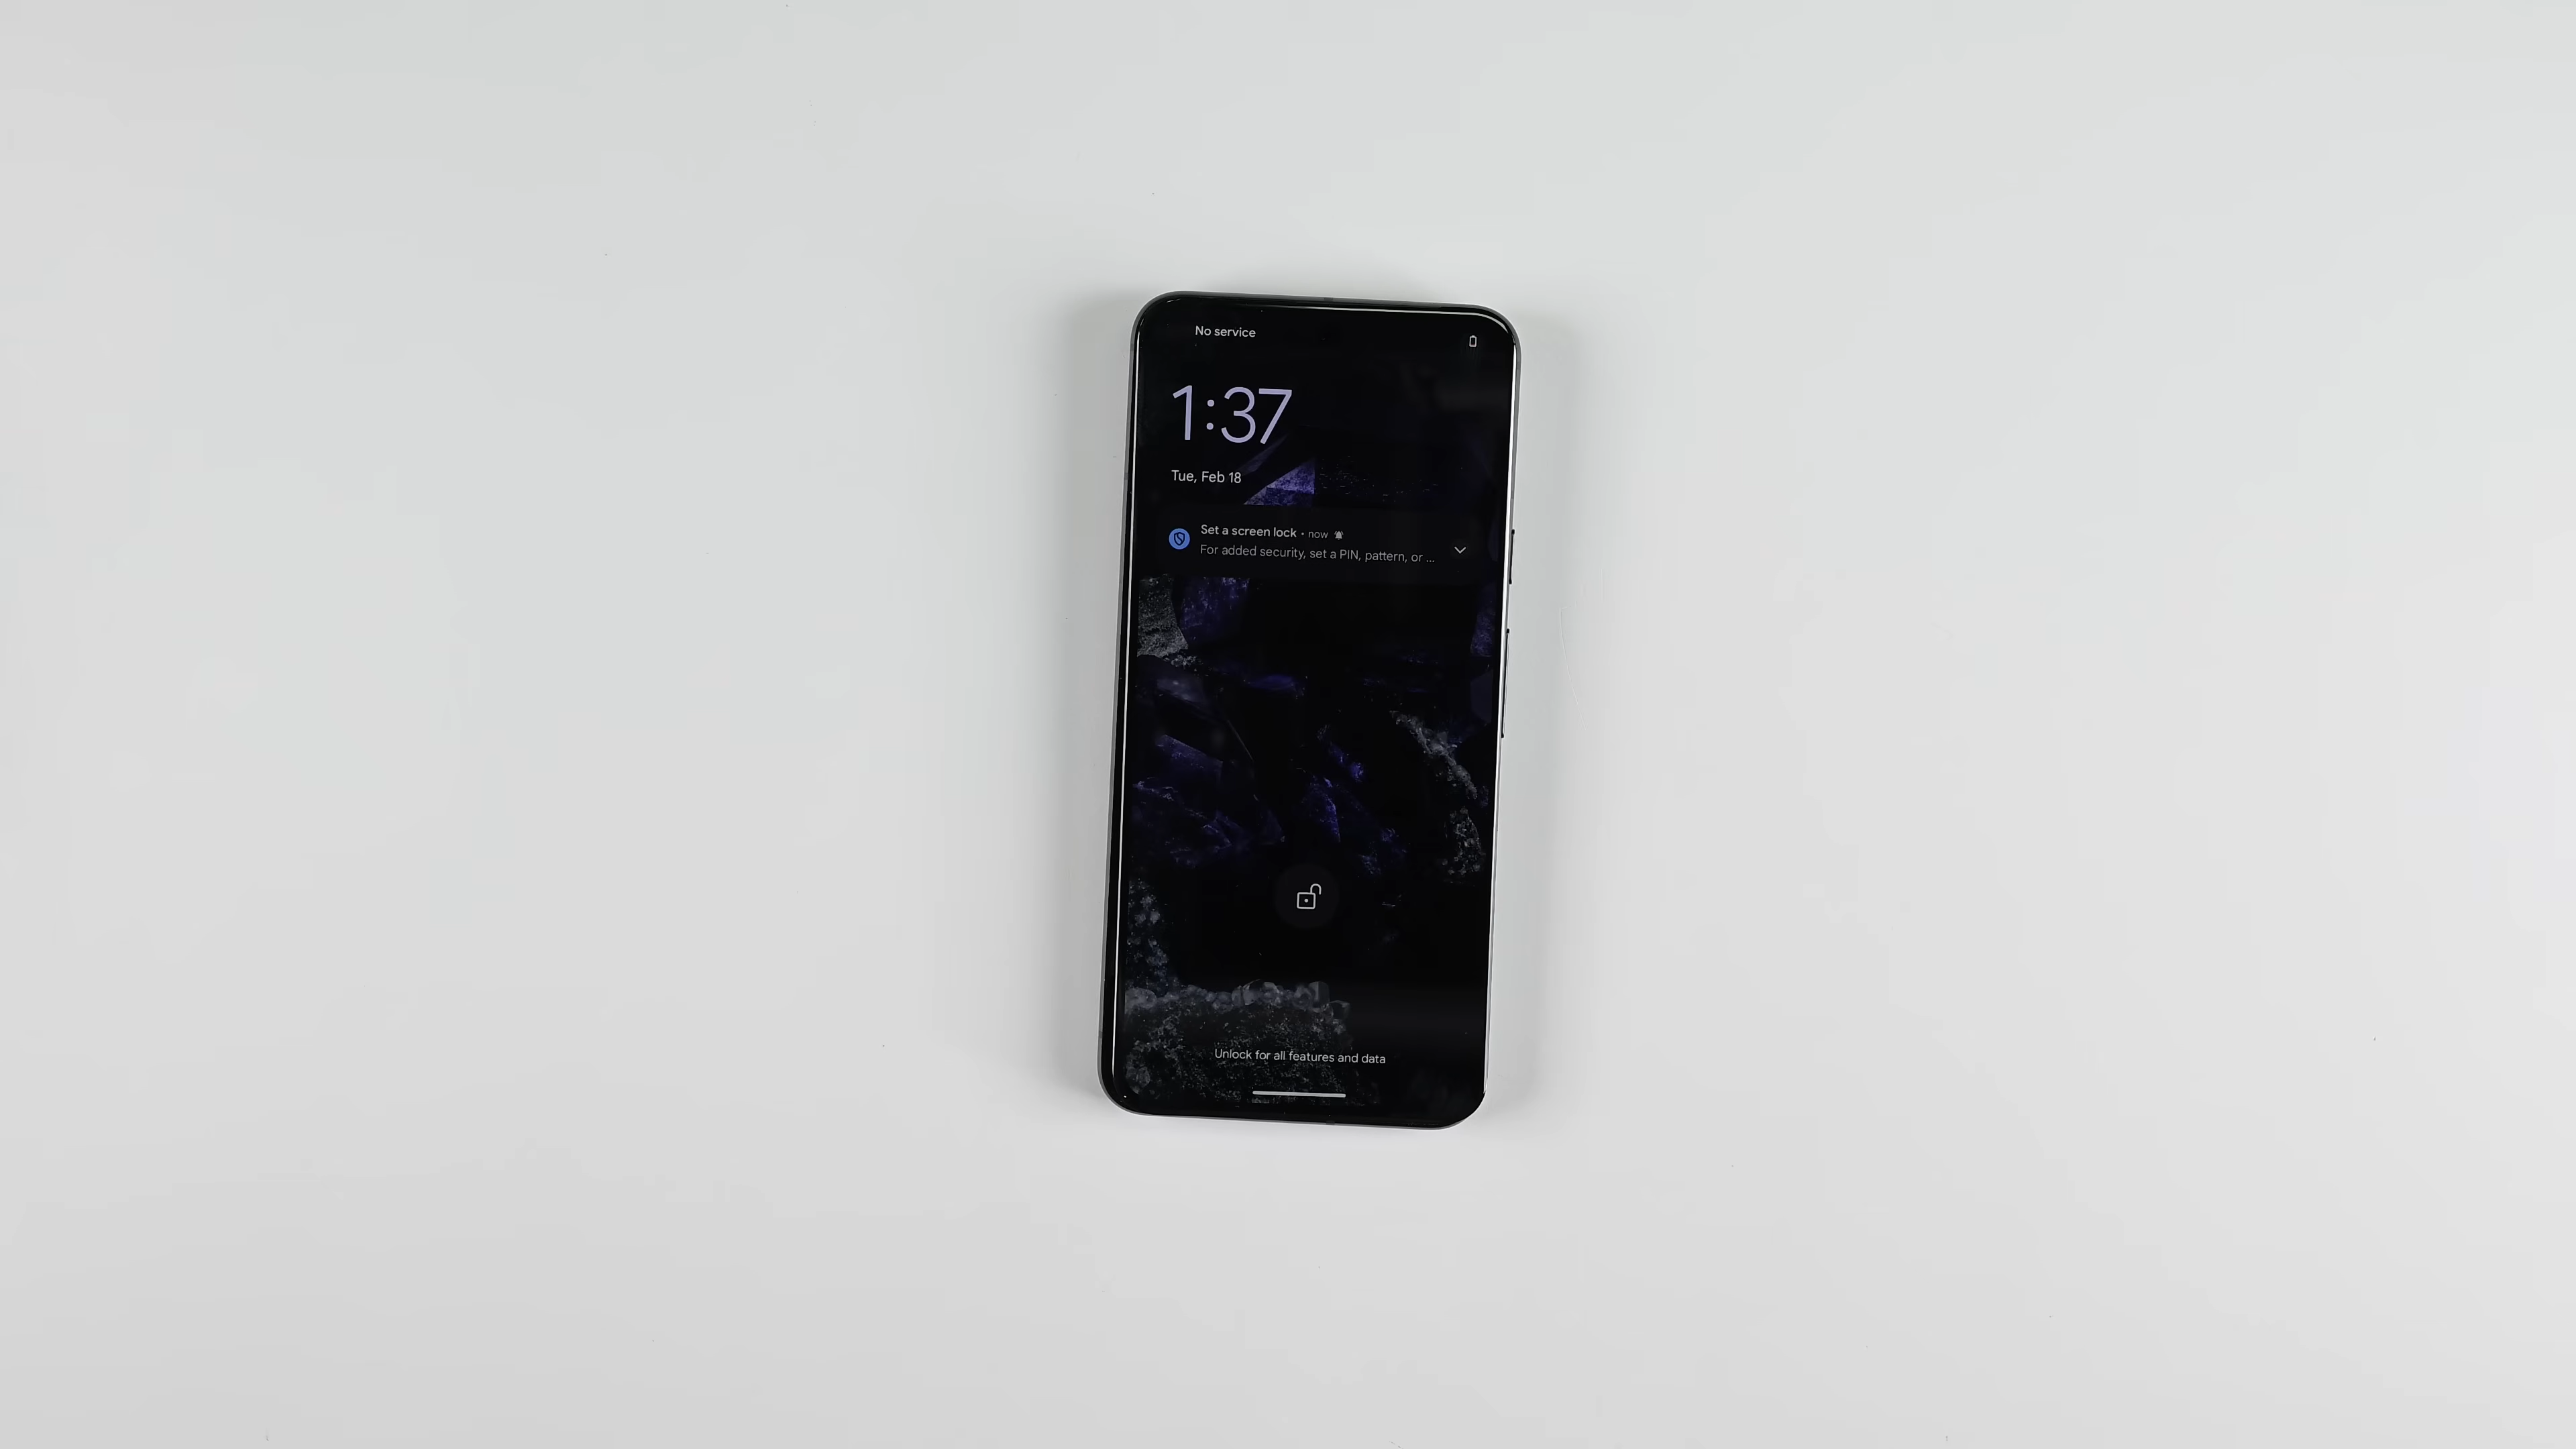 No service
1:37
Tue, Feb 18
Set a screen lock • now
For added security, set a PIN, pattern, or ...
Unlock for all features and data